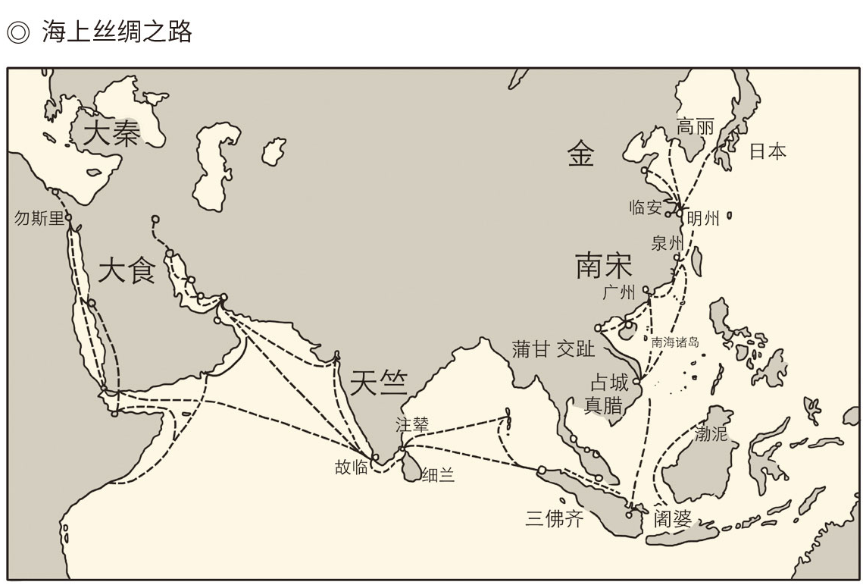 ◎ 海上丝绸之路
大秦
高丽
金
日本
临安
明州
勿斯里
泉州
大食
南宋
广州
蒲甘 交趾
南海诸岛
天竺
占城
真腊
注辇
渤泥
故临
细兰
三佛齐
阇婆